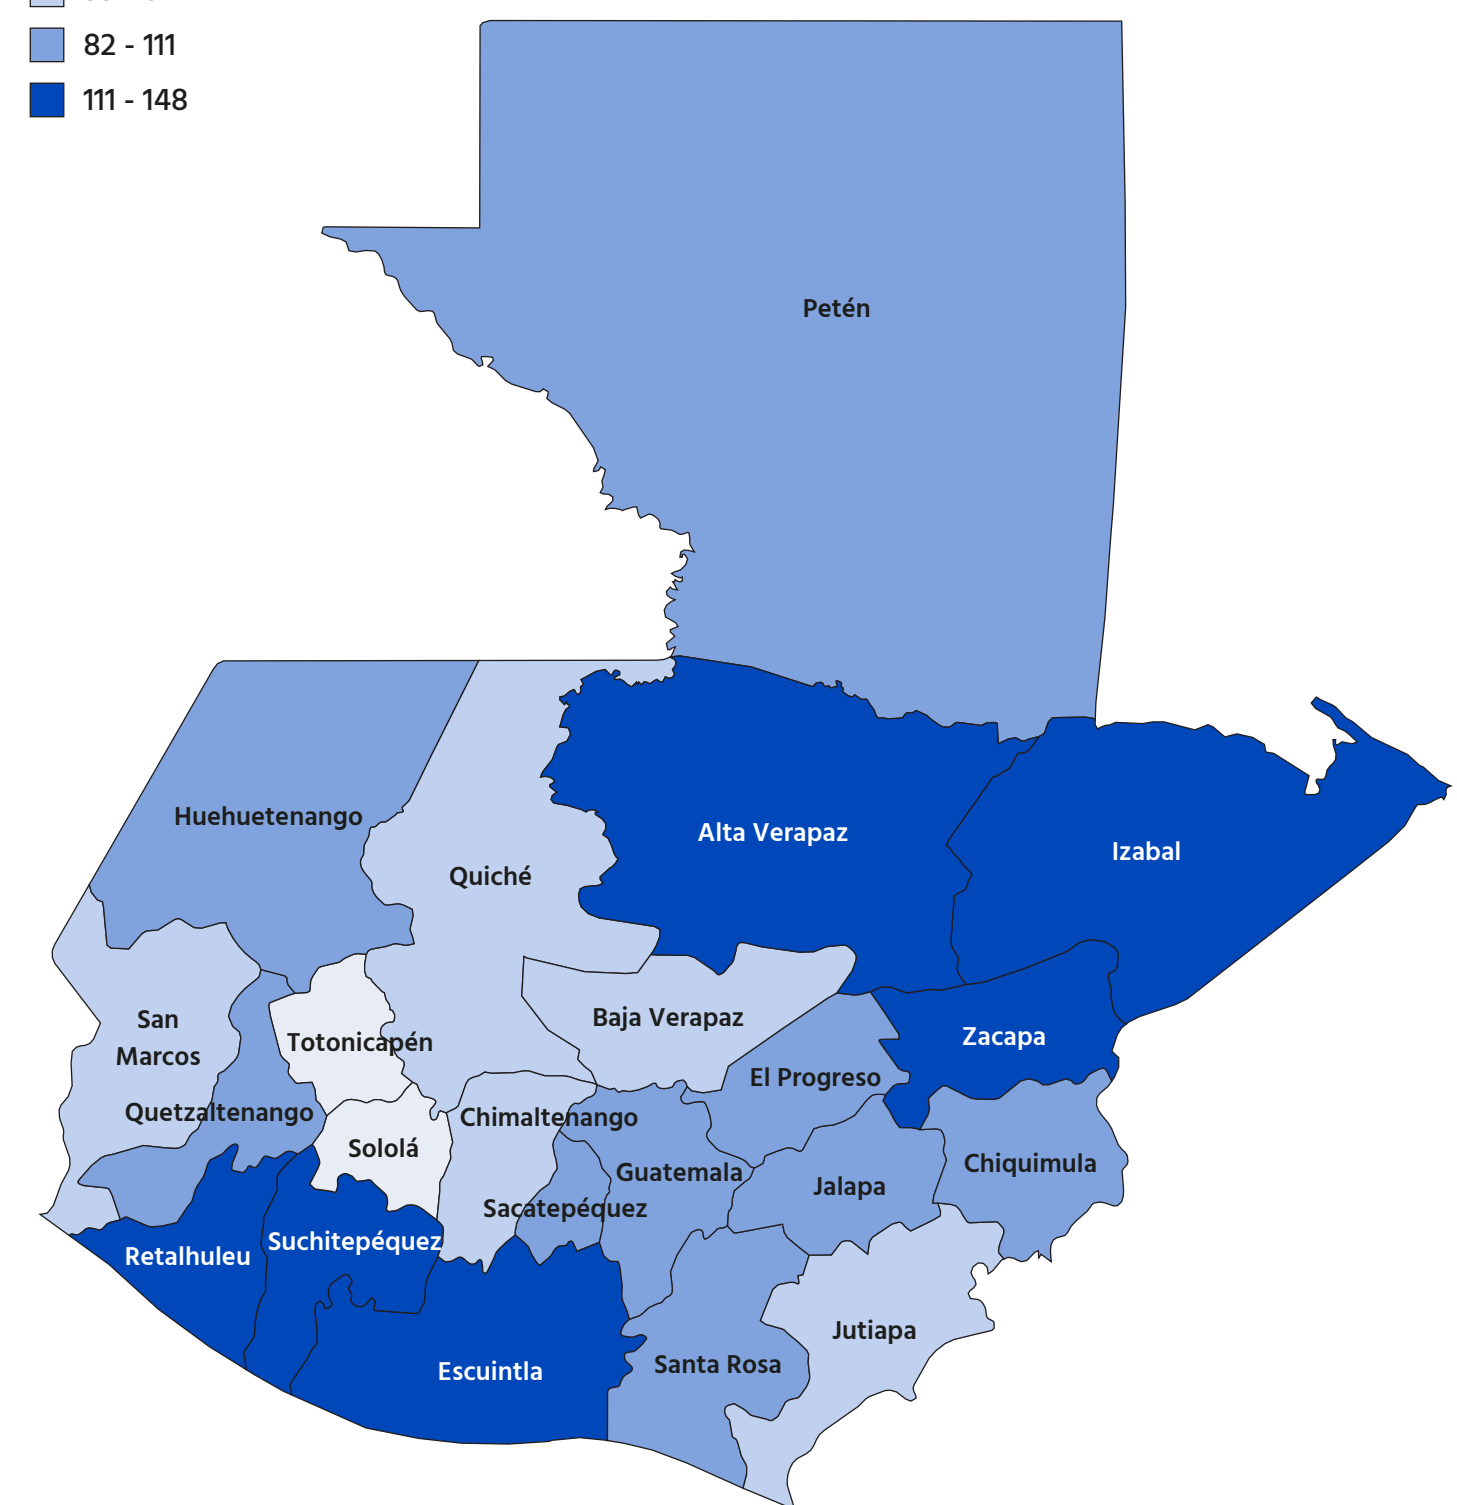 82 - 111
111 - 148
Petén
Huehuetenango
Alta Verapaz
Izabal
Quiché
San
Marcos
Totonicapén
Baja Verapaz
Zacapa
El Progreso
Quetzaltenango
Chimaltenango
Sololá
Guatemala
Chiquimula
Jalapa
Sacatepéquez
Suchitepéquez
Retalhuleu
Jutiapa
Santa Rosa
Escuintla